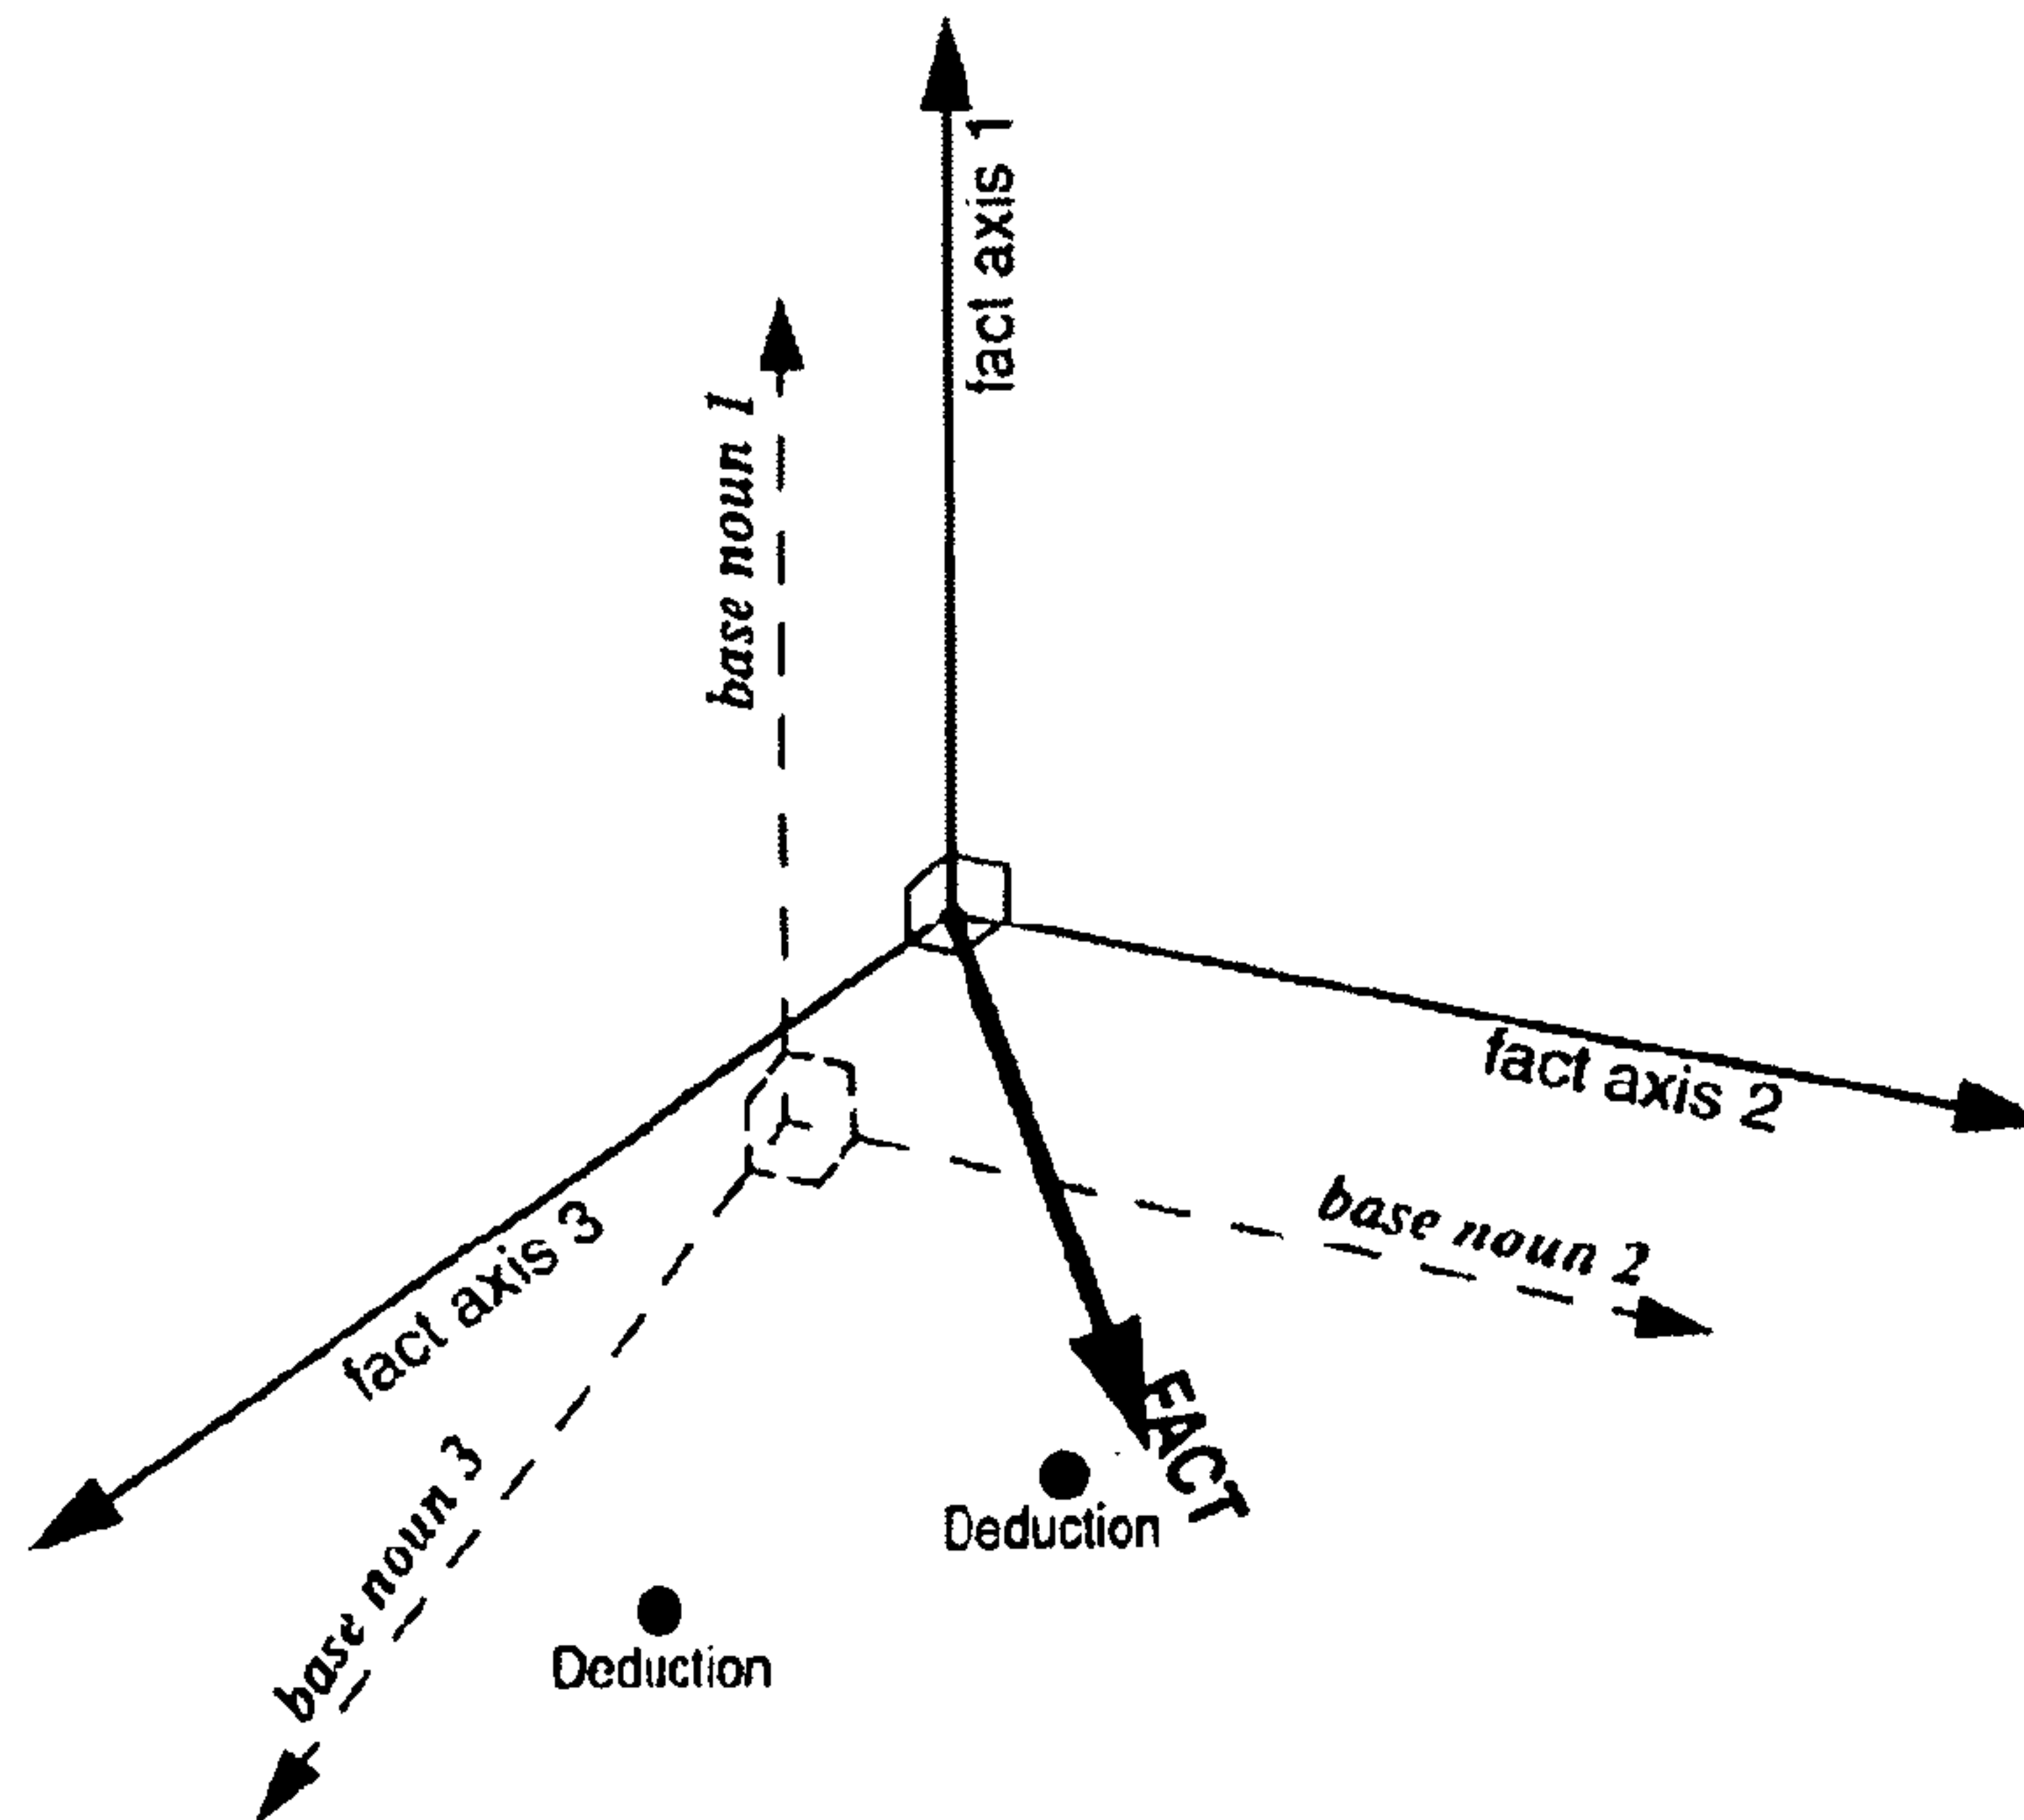 fact axis 1
base noun 1
fact axis 2
base noun 2
fact axis 3
base noun 3
FACT
Deduction
Deduction